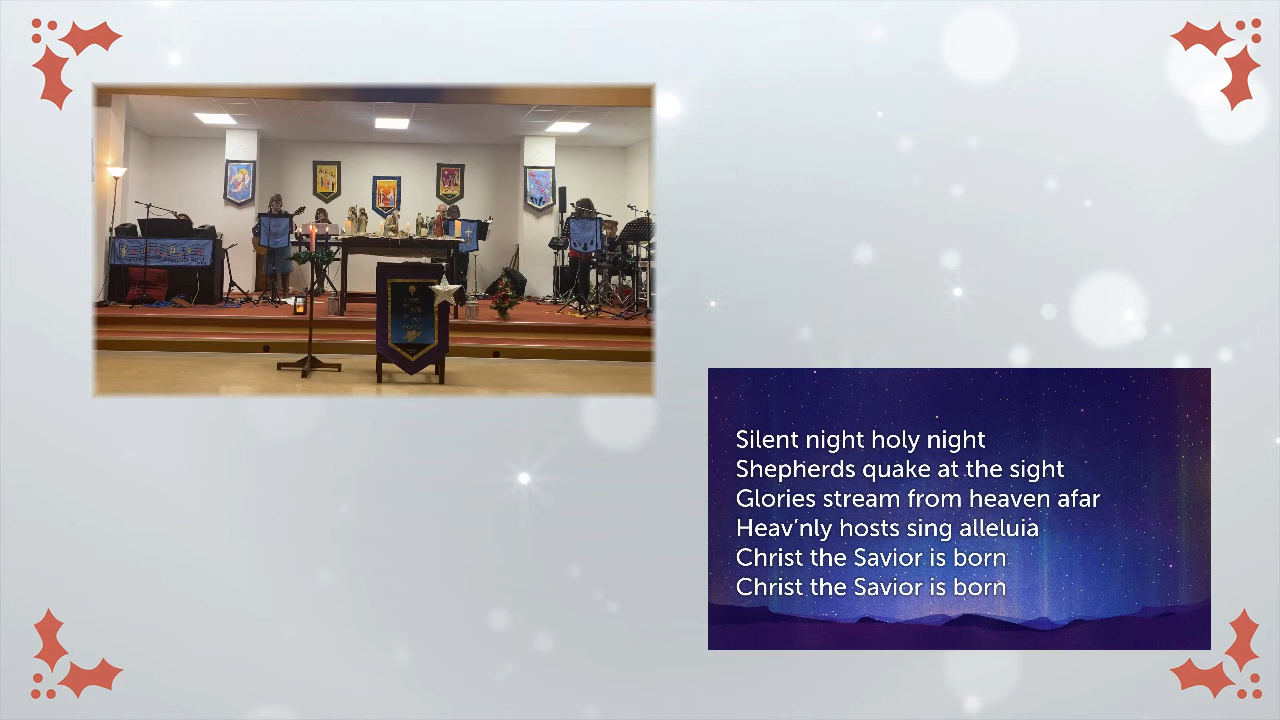 Silent night holy night
Shepherds quake at the sight
Glories stream from heaven afar
Heav'nly hosts sing alleluia
Christ the Savior is born
Christ the Savior is born